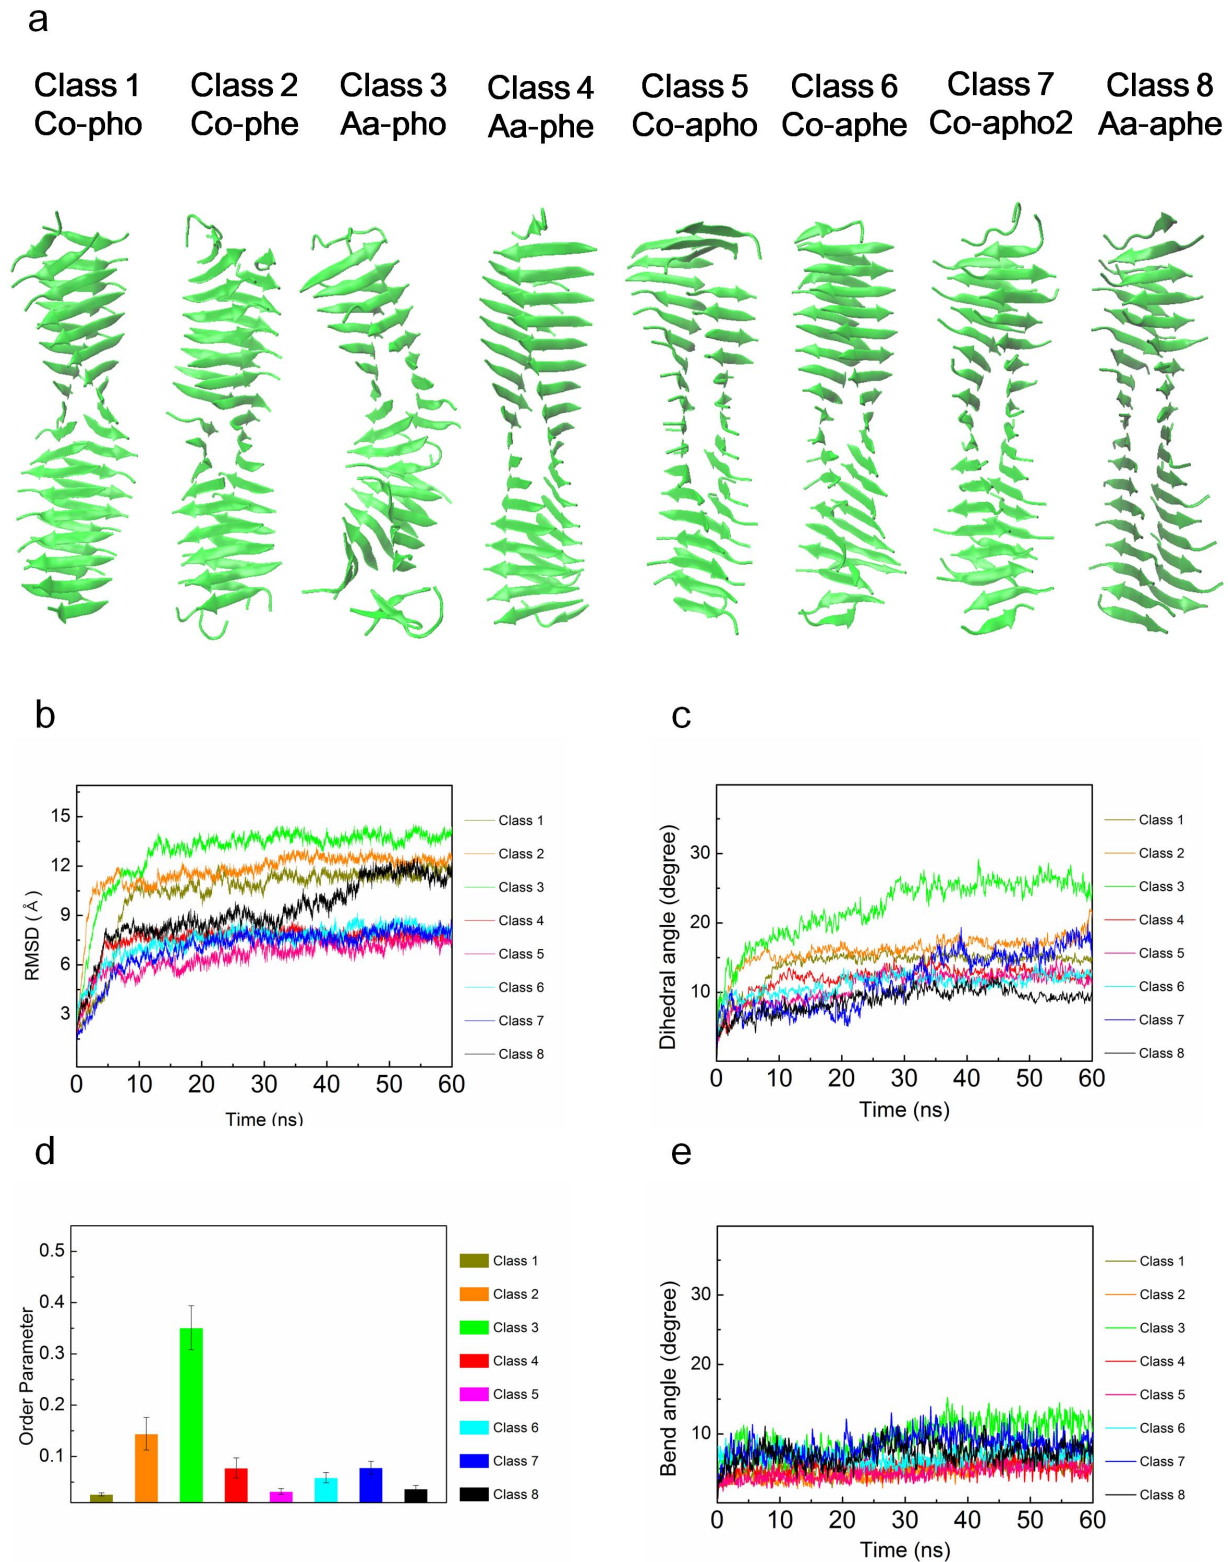 a
Class 1 Class 2 Class 3 Class 4 Class 5 Class 6 Class 7 Class 8
Co-pho Co-phe Aa-pho Aa-phe Co-apho Co-aphe Co-apho2 Aa-aphe
b
RMSD ( Å )
15
12
9
6
3
0 10 20 30 40 50 60
Time (ns)
Class 1
Class 2
Class 3
Class 4
Class 5
Class 6
Class 7
Class 8
c
Dihedral angle (degree)
30
20
10
0 10 20 30 40 50 60
Time (ns)
Class 1
Class 2
Class 3
Class 4
Class 5
Class 6
Class 7
Class 8
d
Order Parameter
0.5
0.4
0.3
0.2
0.1
Class 1
Class 2
Class 3
Class 4
Class 5
Class 6
Class 7
Class 8
e
Bend angle (degree)
30
20
10
0 10 20 30 40 50 60
Time (ns)
Class 1
Class 2
Class 3
Class 4
Class 5
Class 6
Class 7
Class 8